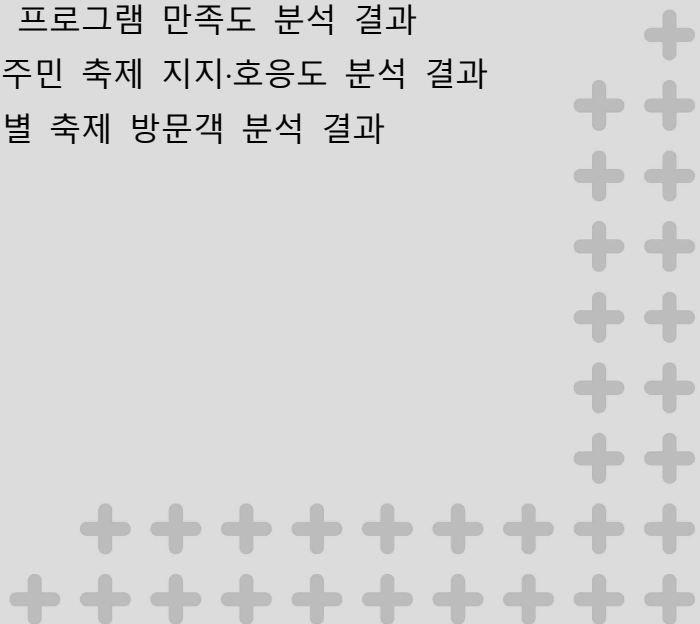 프로그램 만족도 분석 결과
주민 축제 지지·호응도 분석 결과
별 축제 방문객 분석 결과